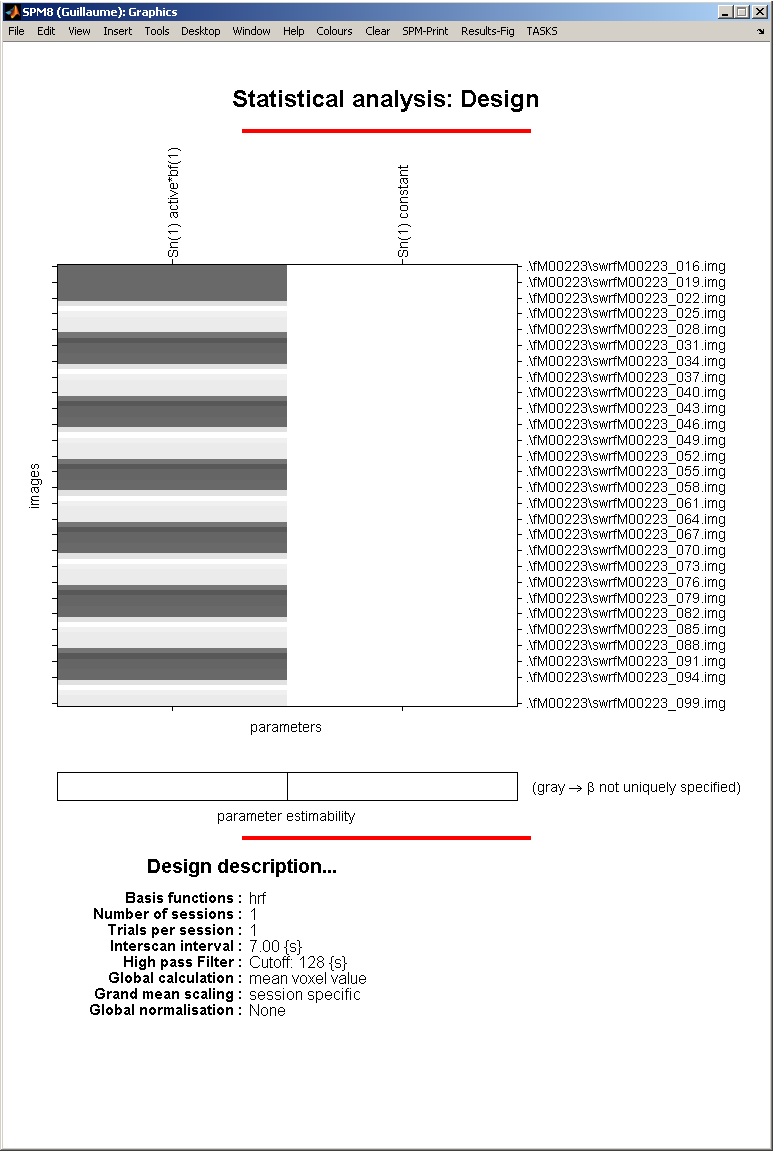 SPM8 (Guillaume): Graphics
File Edit View Insert Tools Desktop Window Help Colours Clear SPM-Print Results-Fig TASKS
Statistical analysis: Design
Sn(1) active*bf(1)
Sn(1) constant
images
.\fM00223\swrfM00223_016.img
.\fM00223\swrfM00223_019.img
.\fM00223\swrfM00223_022.img
.\fM00223\swrfM00223_025.img
.\fM00223\swrfM00223_028.img
.\fM00223\swrfM00223_031.img
.\fM00223\swrfM00223_034.img
.\fM00223\swrfM00223_037.img
.\fM00223\swrfM00223_040.img
.\fM00223\swrfM00223_043.img
.\fM00223\swrfM00223_046.img
.\fM00223\swrfM00223_049.img
.\fM00223\swrfM00223_052.img
.\fM00223\swrfM00223_055.img
.\fM00223\swrfM00223_058.img
.\fM00223\swrfM00223_061.img
.\fM00223\swrfM00223_064.img
.\fM00223\swrfM00223_067.img
.\fM00223\swrfM00223_070.img
.\fM00223\swrfM00223_073.img
.\fM00223\swrfM00223_076.img
.\fM00223\swrfM00223_079.img
.\fM00223\swrfM00223_082.img
.\fM00223\swrfM00223_085.img
.\fM00223\swrfM00223_088.img
.\fM00223\swrfM00223_091.img
.\fM00223\swrfM00223_094.img
.\fM00223\swrfM00223_099.img
parameters
(gray → β not uniquely specified)
parameter estimability
Design description...
Basis functions : hrf
Number of sessions : 1
Trials per session : 1
Interscan interval : 7.00 {s}
High pass Filter : Cutoff: 128 {s}
Global calculation : mean voxel value
Grand mean scaling : session specific
Global normalisation : None